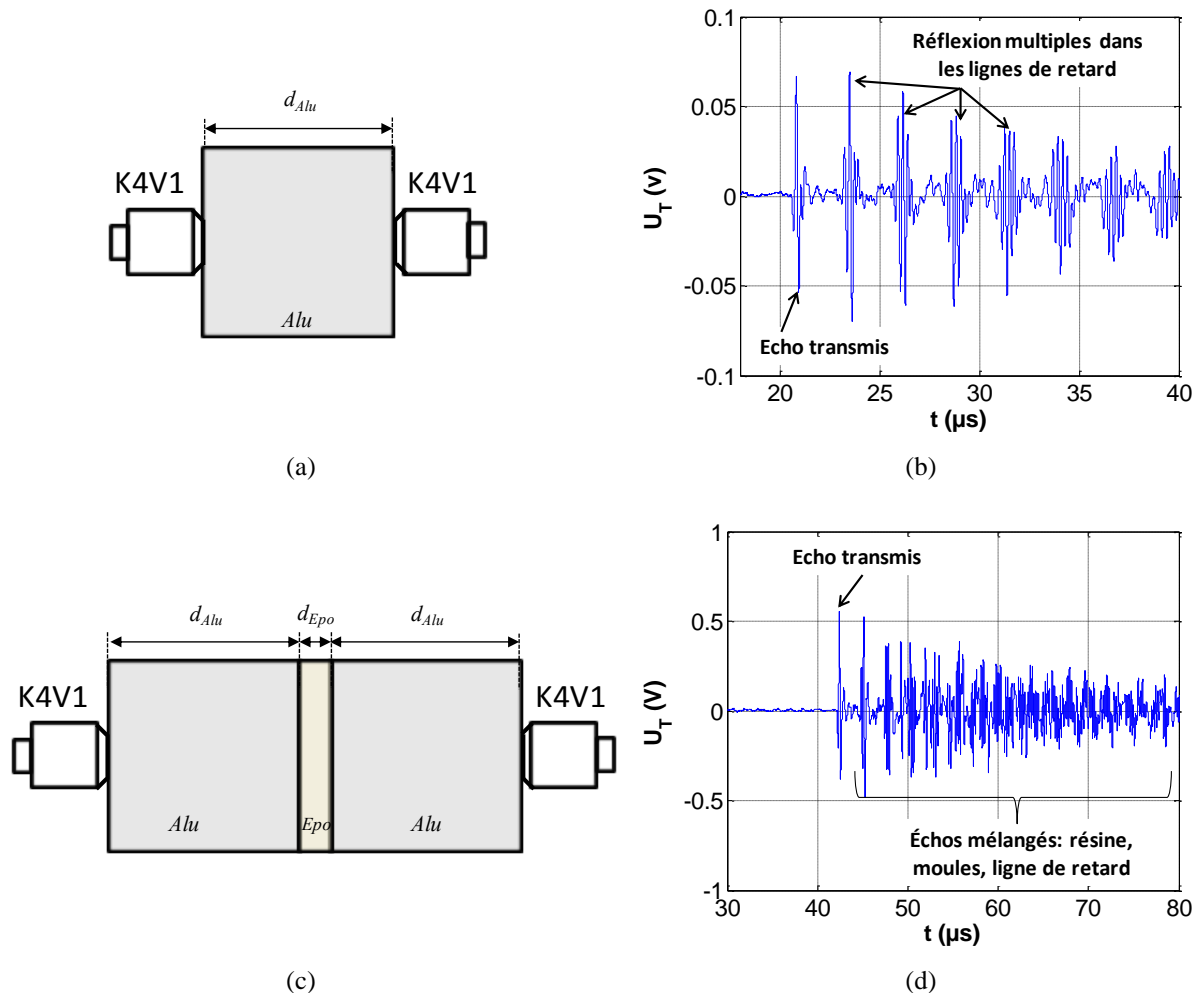 d_Alu
K4V1
K4V1
Alu
(a)
0.1
0.05
0
-0.05
-0.1
U_T (v)
20
25
30
35
40
t (µs)
Réflexion multiples dans
les lignes de retard
Echo transmis
(b)
d_Alu
d_Epo
d_Alu
K4V1
K4V1
Alu
Epo
Alu
(c)
1
0.5
0
-0.5
-1
U_T (V)
30
40
50
60
70
80
t (µs)
Echo transmis
Échos mélangés: résine,
moules, ligne de retard
(d)